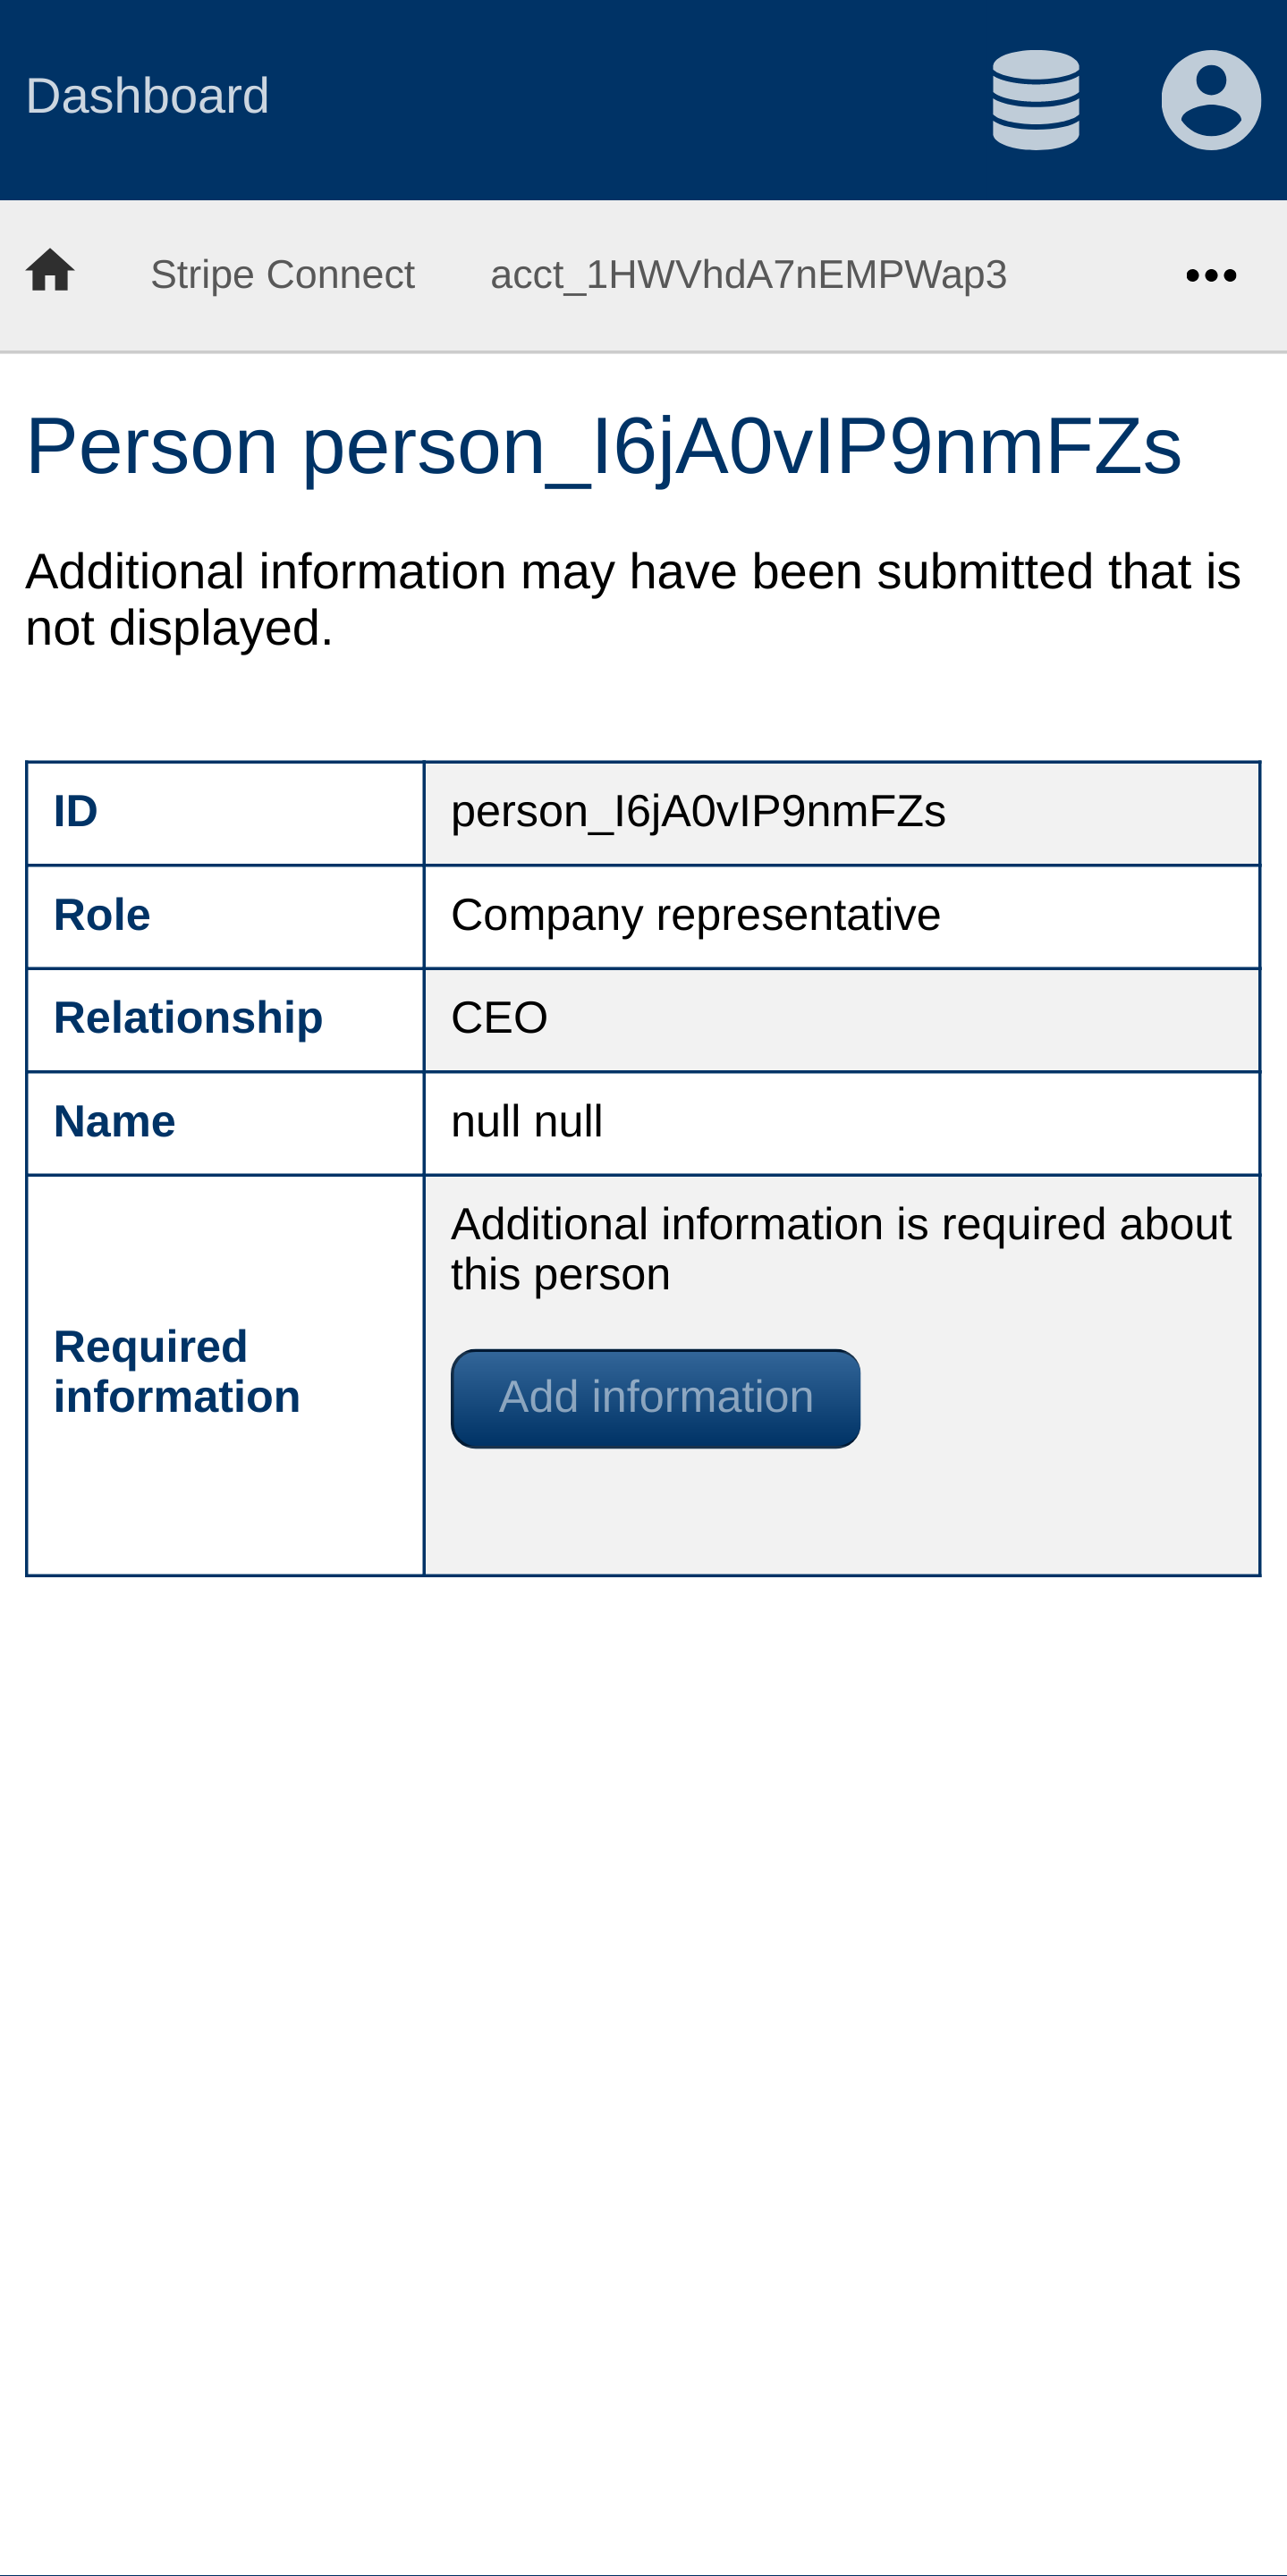 Dashboard
Stripe Connect acct_1HWVhdA7nEMPWap3
Person person_I6jA0vIP9nmFZs
Additional information may have been submitted that is
not displayed.
ID person_I6jA0vIP9nmFZs
Role Company representative
Relationship CEO
Name null null
Required
information
Additional information is required about
this person
Add information